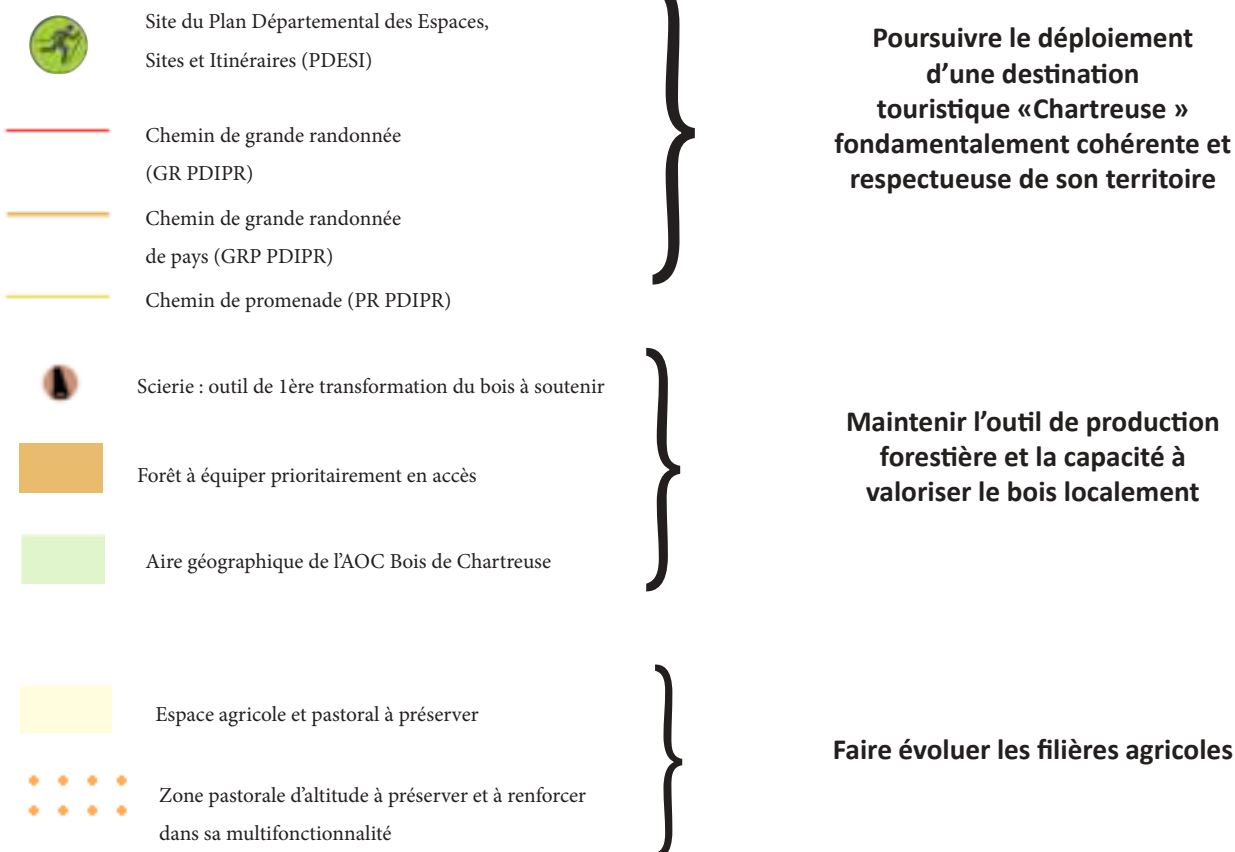 Site du Plan Départemental des Espaces,
Sites et Itinéraires (PDESI)
Chemin de grande randonnée
(GR PDIPR)
Chemin de grande randonnée
de pays (GRP PDIPR)
Chemin de promenade (PR PDIPR)
Poursuivre le déploiement
d'une destination
touristique «Chartreuse »
fondamentalement cohérente et
respectueuse de son territoire
Scierie : outil de 1ère transformation du bois à soutenir
Forêt à équiper prioritairement en accès
Aire géographique de l'AOC Bois de Chartreuse
Maintenir l'outil de production
forestière et la capacité à
valoriser le bois localement
Espace agricole et pastoral à préserver
Zone pastorale d'altitude à préserver et à renforcer
dans sa multifonctionnalité
Faire évoluer les filières agricoles